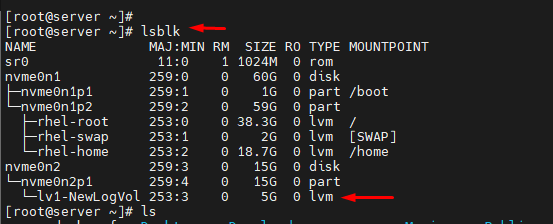 [root@server ~]#
[root@server ~]# lsblk
NAME MAJ:MIN RM SIZE RO TYPE MOUNTPOINT
sr0 11:0 1 1024M 0 rom
nvme0n1 259:0 0 60G 0 disk
├─nvme0n1p1 259:1 0 1G 0 part /boot
└─nvme0n1p2 259:2 0 59G 0 part
├─rhel-root 253:0 0 38.3G 0 lvm /
├─rhel-swap 253:1 0 2G 0 lvm [SWAP]
└─rhel-home 253:2 0 18.7G 0 lvm /home
nvme0n2 259:3 0 15G 0 disk
└─nvme0n2p1 259:4 0 15G 0 part
└─lv1-NewLogVol 253:3 0 5G 0 lvm
[root@server ~]# ls